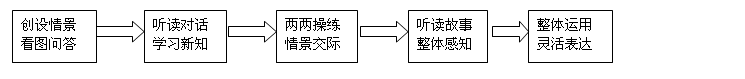 创设情景
看图问答
听读对话
学习新知
两两操练
情景交际
听读故事
整体感知
整体运用
灵活表达